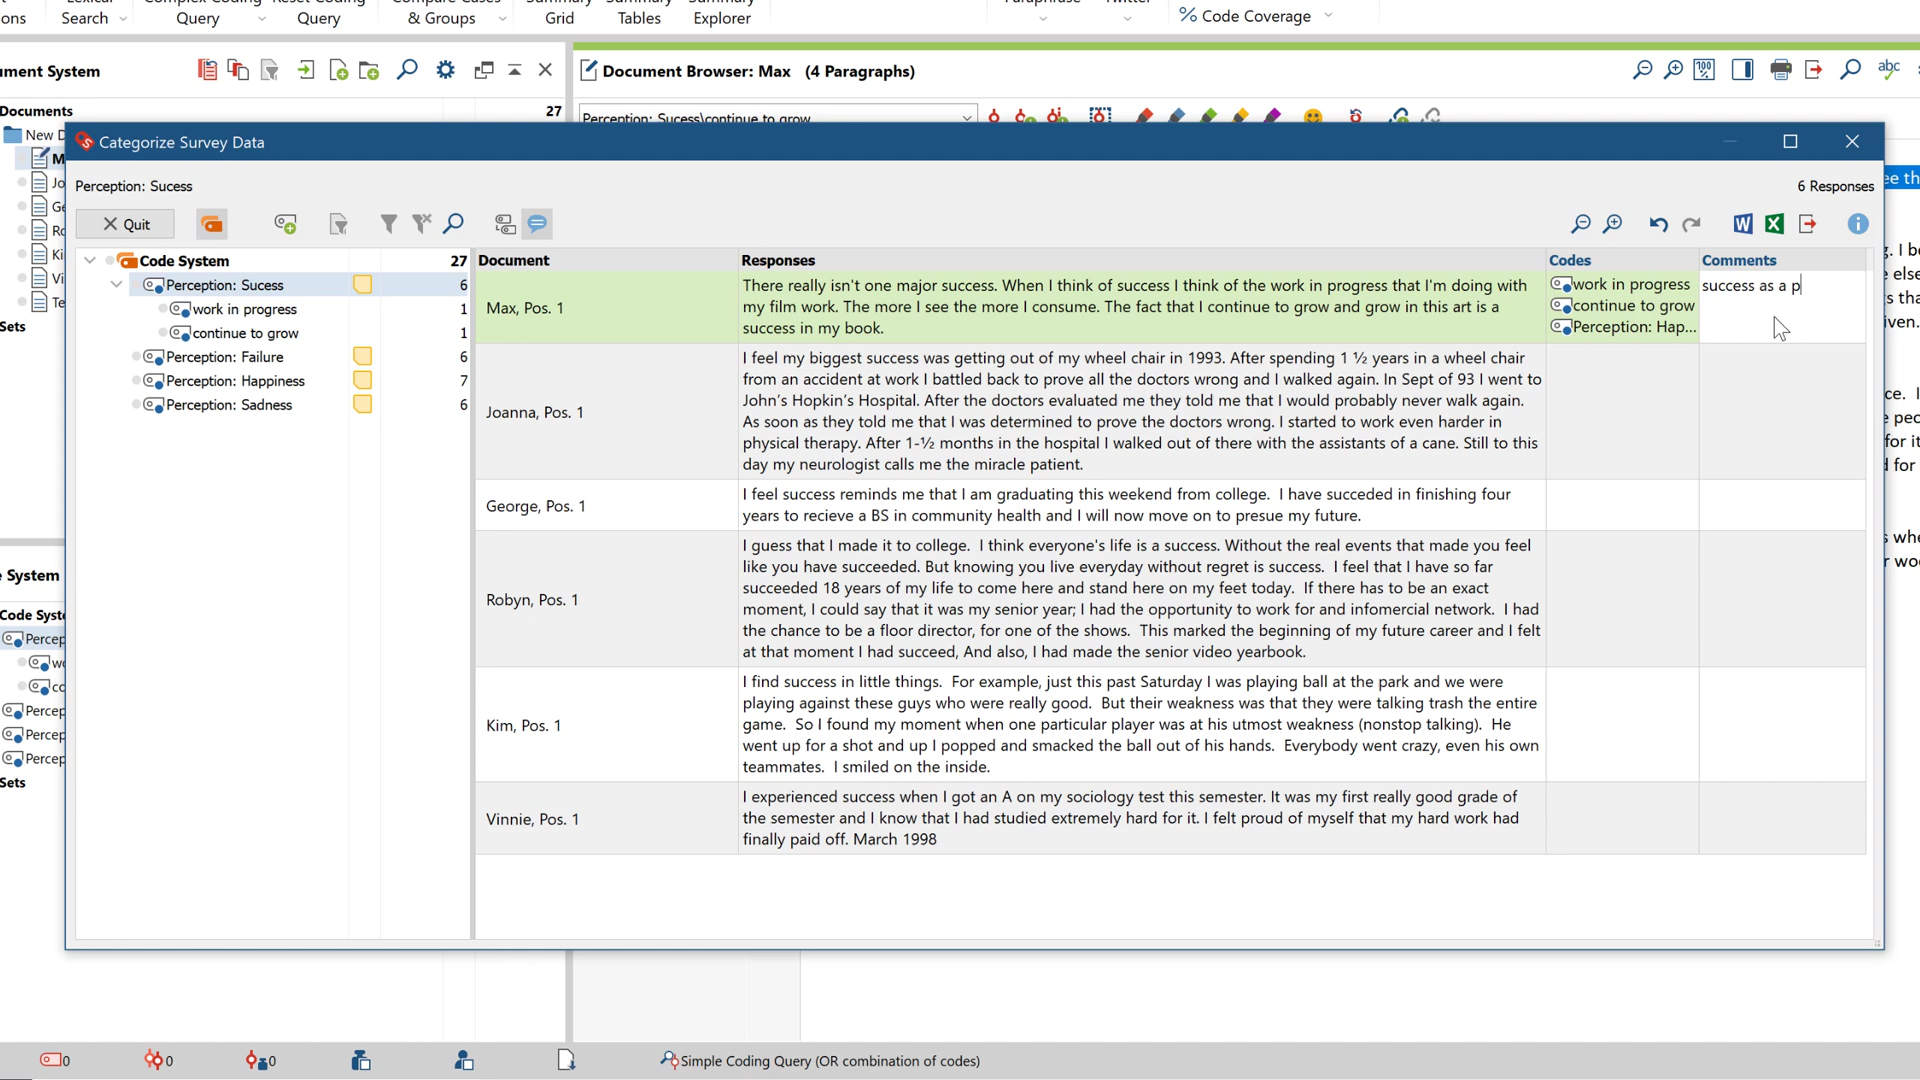 Search
Query
Query
& Groups
Grid
Tables
Explorer
% Code Coverage
ument System
Document Browser: Max (4 Paragraphs)
Documents 27
Perception: Sucess\continue to grow
Categorize Survey Data
Perception: Sucess
6 Responses
Quit
Code System 27
Perception: Sucess 6
work in progress 1
continue to grow 1
Perception: Failure 6
Perception: Happiness 7
Perception: Sadness 6
Document
Responses
Codes
Comments
Max, Pos. 1
There really isn't one major success. When I think of success I think of the work in progress that I'm doing with
my film work. The more I see the more I consume. The fact that I continue to grow and grow in this art is a
success in my book.
work in progress
continue to grow
Perception: Hap...
success as a p
Joanna, Pos. 1
I feel my biggest success was getting out of my wheel chair in 1993. After spending 1 ½ years in a wheel chair
from an accident at work I battled back to prove all the doctors wrong and I walked again. In Sept of 93 I went to
John's Hopkin's Hospital. After the doctors evaluated me they told me that I would probably never walk again.
As soon as they told me that I was determined to prove the doctors wrong. I started to work even harder in
physical therapy. After 1-½ months in the hospital I walked out of there with the assistants of a cane. Still to this
day my neurologist calls me the miracle patient.
George, Pos. 1
I feel success reminds me that I am graduating this weekend from college. I have succeded in finishing four
years to recieve a BS in community health and I will now move on to presue my future.
Robyn, Pos. 1
I guess that I made it to college. I think everyone's life is a success. Without the real events that made you feel
like you have succeeded. But knowing you live everyday without regret is success. I feel that I have so far
succeeded 18 years of my life to come here and stand here on my feet today. If there has to be an exact
moment, I could say that it was my senior year; I had the opportunity to work for and infomercial network. I had
the chance to be a floor director, for one of the shows. This marked the beginning of my future career and I felt
at that moment I had succeed, And also, I had made the senior video yearbook.
Kim, Pos. 1
I find success in little things. For example, just this past Saturday I was playing ball at the park and we were
playing against these guys who were really good. But their weakness was that they were talking trash the entire
game. So I found my moment when one particular player was at his utmost weakness (nonstop talking). He
went up for a shot and up I popped and smacked the ball out of his hands. Everybody went crazy, even his own
teammates. I smiled on the inside.
Vinnie, Pos. 1
I experienced success when I got an A on my sociology test this semester. It was my first really good grade of
the semester and I know that I had studied extremely hard for it. I felt proud of myself that my hard work had
finally paid off. March 1998
New D
M
Jo
Ge
Ro
Ki
Vi
Te
Sets
System
Code Syste
Percep
wo
co
Percep
Percep
Percep
Sets
0
0
0
Simple Coding Query (OR combination of codes)